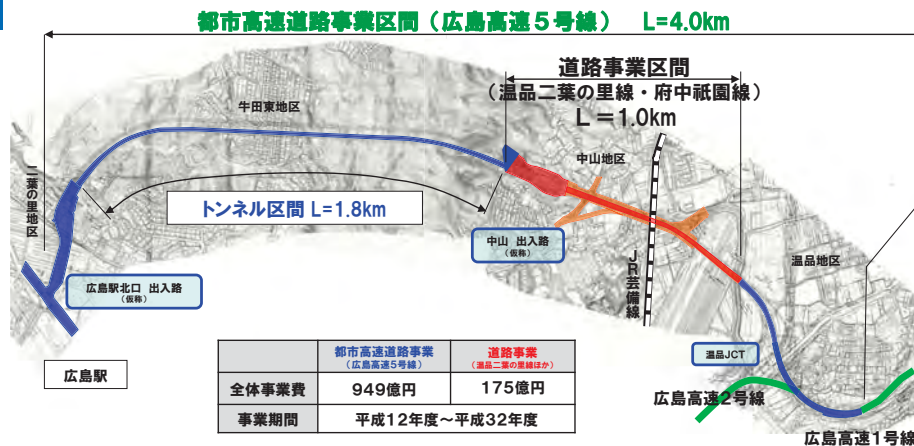 都市高速道路事業区間（広島高速５号線）　L=4.0km
道路事業区間
（温品二葉の里線・府中祇園線）
Ｌ＝1.0km
牛田東地区
中山地区
二葉の里地区
トンネル区間 L=1.8km
中山 出入路
（仮称）
JR芸備線
温品地区
広島駅北口 出入路
（仮称）
広島駅
温品JCT
都市高速道路事業
（広島高速5号線）
道路事業
（温品二葉の里線ほか）
全体事業費
949億円
175億円
事業期間
平成12年度～平成32年度
広島高速2号線
広島高速1号線